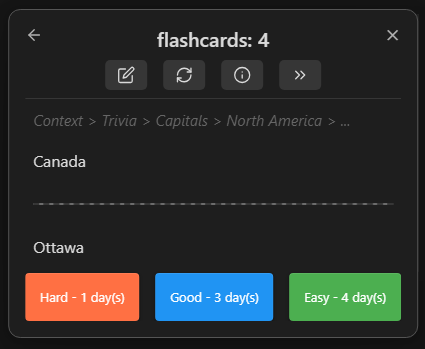 flashcards: 4
Context > Trivia > Capitals > North America > ...
Canada
Ottawa
Hard - 1 day(s) Good - 3 day(s) Easy - 4 day(s)